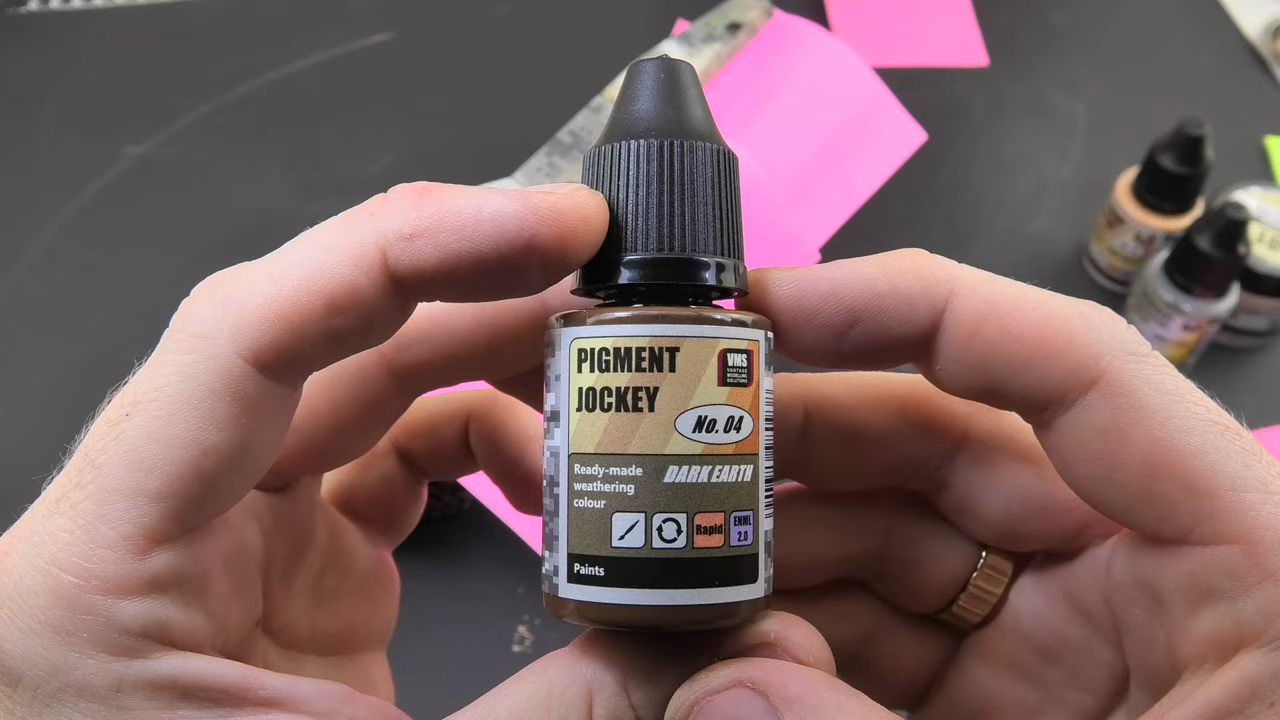 PIGMENT
JOCKEY
VMS
VANTAGE
MODELLING
SOLUTIONS
No. 04
Ready-made
weathering
colour
DARK EARTH
Rapid
ENML
2.0
Paints